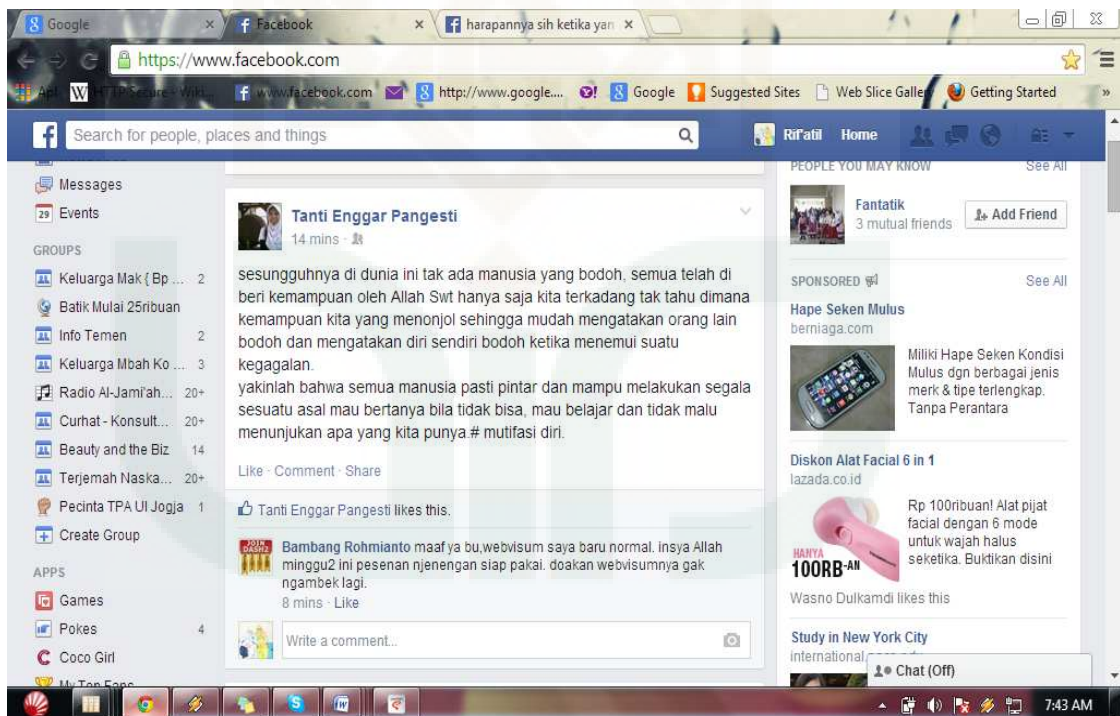 Google
Facebook
harapannya sih ketika yan
https://www.facebook.com
Apl
W HTTP Secure - Wiki...
www.facebook.com
http://www.google....
Google
Suggested Sites
Web Slice Gallery
Getting Started
»
Search for people, places and things
Rif'atil
Home
Messages
29 Events
GROUPS
Keluarga Mak { Bp ... 2
Batik Mulai 25ribuan
Info Temen 2
Keluarga Mbah Ko ... 3
Radio Al-Jami'ah... 20+
Curhat - Konsult... 20+
Beauty and the Biz 14
Terjemah Naska... 20+
Pecinta TPA UI Jogja 1
Create Group
APPS
Games
Pokes 4
Coco Girl
My Top Fans
Tanti Enggar Pangesti
14 mins ·
sesungguhnya di dunia ini tak ada manusia yang bodoh, semua telah di
beri kemampuan oleh Allah Swt hanya saja kita terkadang tak tahu dimana
kemampuan kita yang menonjol sehingga mudah mengatakan orang lain
bodoh dan mengatakan diri sendiri bodoh ketika menemui suatu
kegagalan.
yakinlah bahwa semua manusia pasti pintar dan mampu melakukan segala
sesuatu asal mau bertanya bila tidak bisa, mau belajar dan tidak malu
menunjukan apa yang kita punya.# mutifasi diri.
Like · Comment · Share
Tanti Enggar Pangesti likes this.
JOIN
DASH2
Bambang Rohmianto maaf ya bu,webvisum saya baru normal. insya Allah
minggu2 ini pesenan njenengan siap pakai. doakan webvisumnya gak
ngambek lagi.
8 mins · Like
Write a comment...
PEOPLE YOU MAY KNOW See All
Fantatik
3 mutual friends
Add Friend
SPONSORED See All
Hape Seken Mulus
berniaga.com
Miliki Hape Seken Kondisi
Mulus dgn berbagai jenis
merk & tipe terlengkap.
Tanpa Perantara
Diskon Alat Facial 6 in 1
lazada.co.id
HANYA
100RB-AN
Rp 100ribuan! Alat pijat
facial dengan 6 mode
untuk wajah halus
seketika. Buktikan disini
Wasno Dulkamdi likes this
Study in New York City
international.
Chat (Off)
7:43 AM